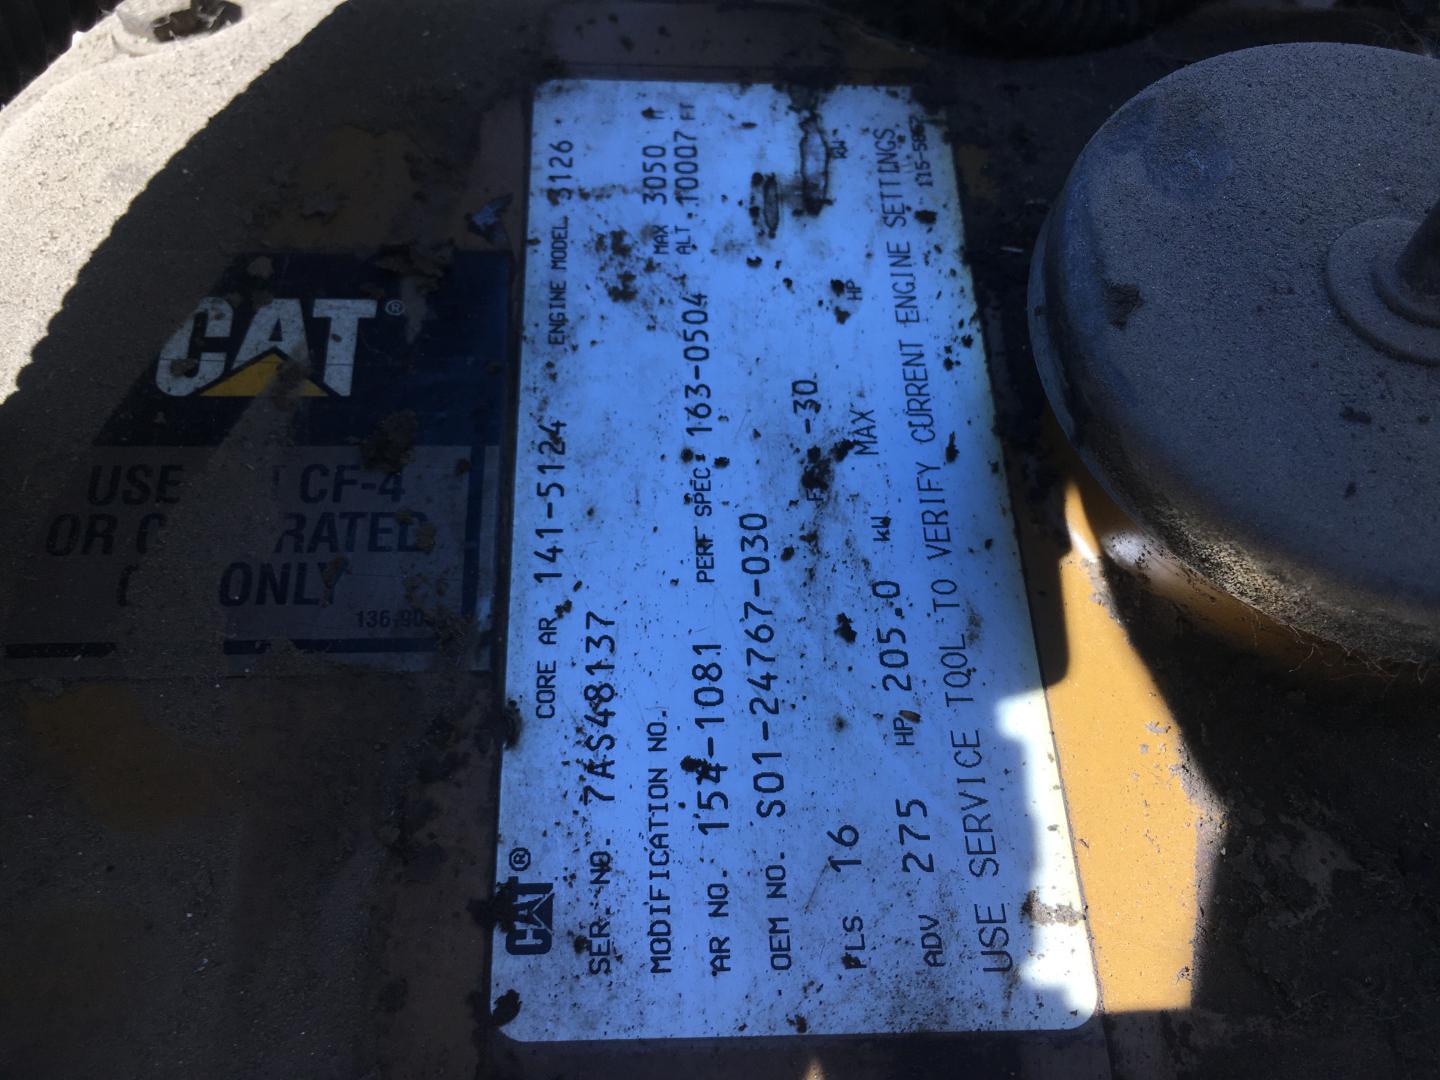 CAT®
USE CF-4
OR RATED
ONLY
CAT®
CORE AR 141-5124 ENGINE MODEL 3126
SER NO. 7AS48137
MODIFICATION NO. MAX 3050 ft
AR NO. 154-1081 PERF SPEC: 163-0504 ALT. 10007 FT
OEM NO. S01-24767-030
FLS 16 -30
ADV 275 HP, 205.0 kW MAX HP kW
USE SERVICE TOOL TO VERIFY CURRENT ENGINE SETTINGS